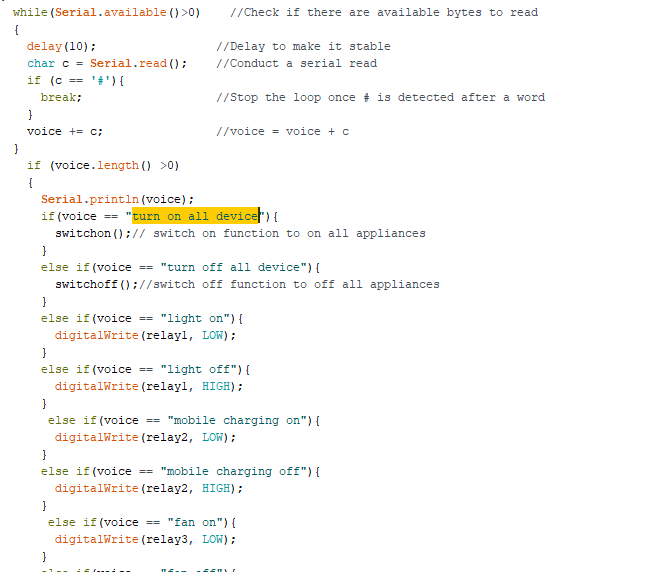 while(Serial.available()>0)    //Check if there are available bytes to read
{
  delay(10);                 //Delay to make it stable
  char c = Serial.read();    //Conduct a serial read
  if (c == '#'){
    break;                   //Stop the loop once # is detected after a word
  }
  voice += c;                //voice = voice + c
}
  if (voice.length() >0)
  {
    Serial.println(voice);
    if(voice == "turn on all device"){
      switchon();// switch on function to on all appliances
    }
    else if(voice == "turn off all device"){
      switchoff();//switch off function to off all appliances
    }
    else if(voice == "light on"){
      digitalWrite(relay1, LOW);
    }
    else if(voice == "light off"){
      digitalWrite(relay1, HIGH);
    }
     else if(voice == "mobile charging on"){
      digitalWrite(relay2, LOW);
    }
    else if(voice == "mobile charging off"){
      digitalWrite(relay2, HIGH);
    }
     else if(voice == "fan on"){
      digitalWrite(relay3, LOW);
    }